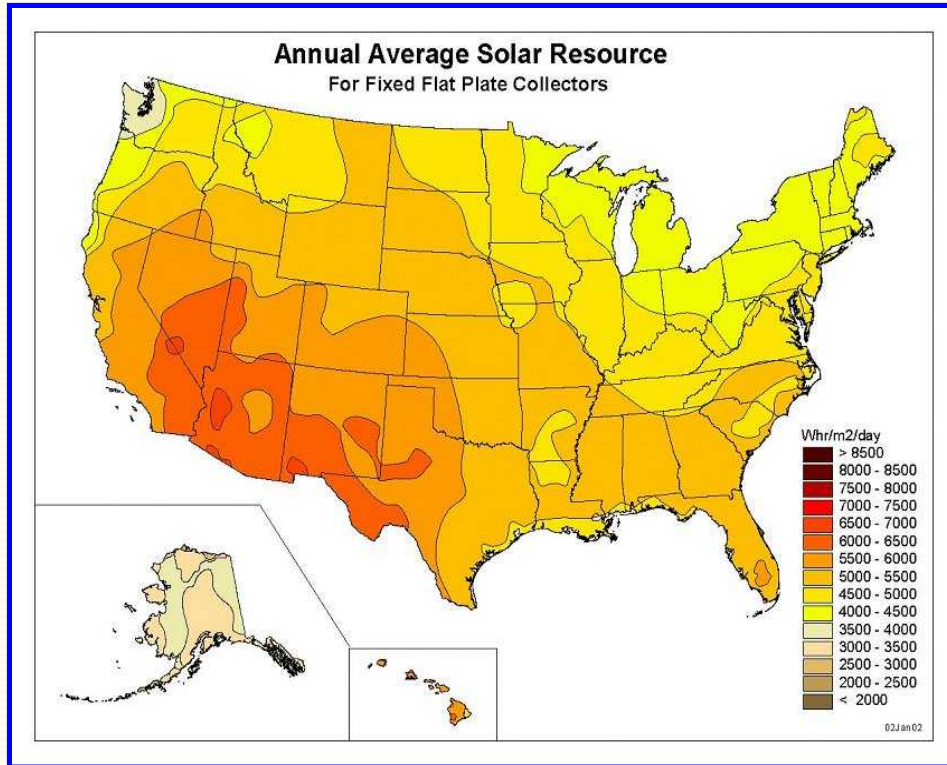 Annual Average Solar Resource
For Fixed Flat Plate Collectors
Whr/m2/day
> 8500
8000 - 8500
7500 - 8000
7000 - 7500
6500 - 7000
6000 - 6500
5500 - 6000
5000 - 5500
4500 - 5000
4000 - 4500
3500 - 4000
3000 - 3500
2500 - 3000
2000 - 2500
< 2000
02Jan02